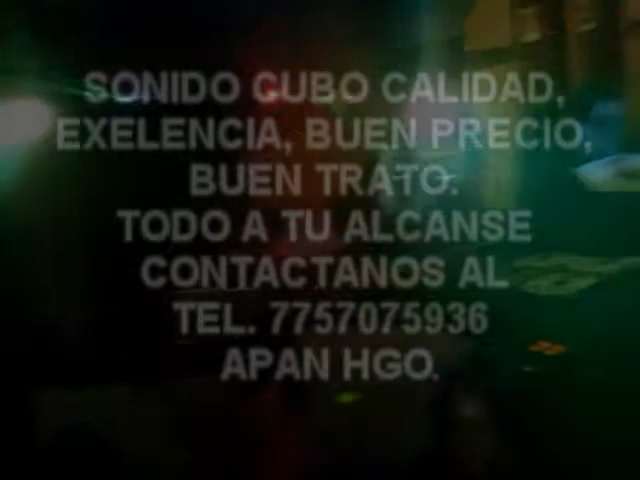 SONIDO CUBO CALIDAD,
EXELENCIA, BUEN PRECIO,
BUEN TRATO.
TODO A TU ALCANSE
CONTACTANOS AL
TEL. 7757075936
APAN HGO.